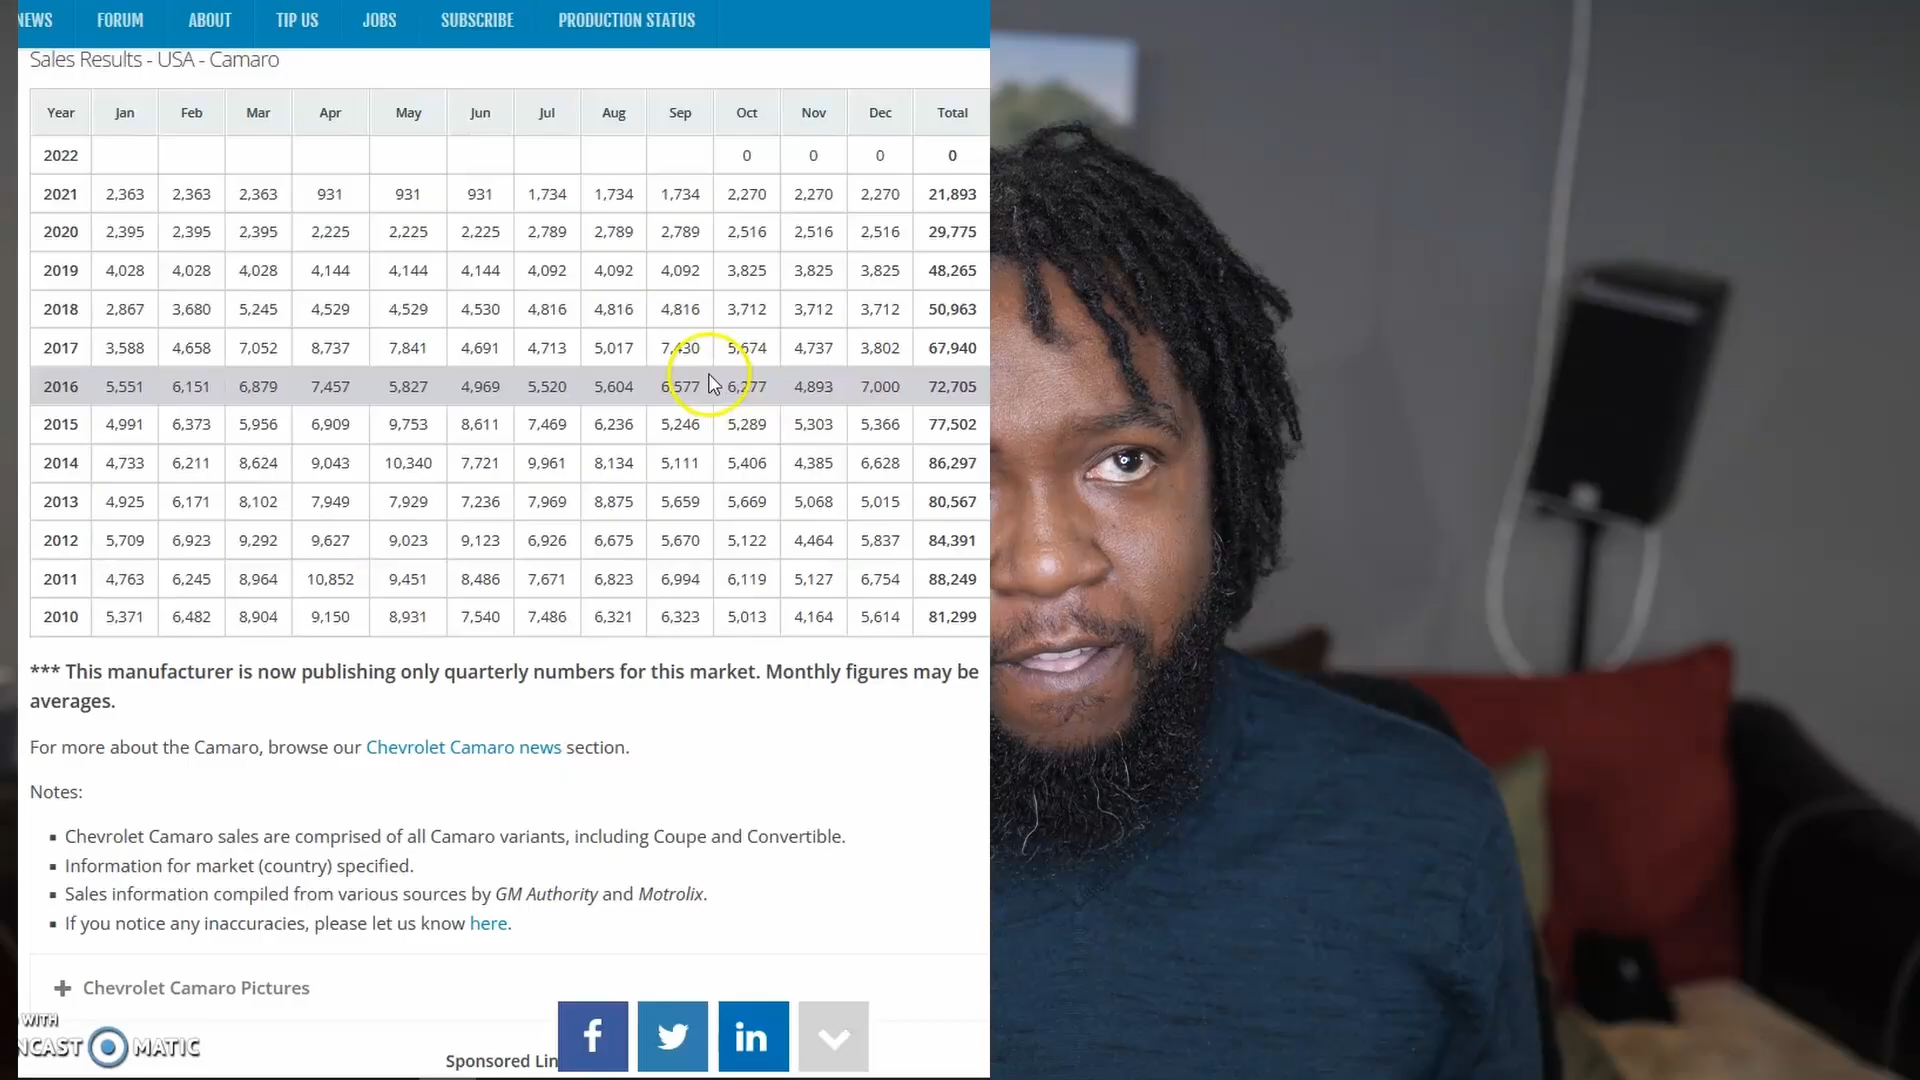 NEWS FORUM ABOUT TIP US JOBS SUBSCRIBE PRODUCTION STATUS
Sales Results - USA - Camaro
Year Jan Feb Mar Apr May Jun Jul Aug Sep Oct Nov Dec Total
2022 0 0 0 0
2021 2,363 2,363 2,363 931 931 931 1,734 1,734 1,734 2,270 2,270 2,270 21,893
2020 2,395 2,395 2,395 2,225 2,225 2,225 2,789 2,789 2,789 2,516 2,516 2,516 29,775
2019 4,028 4,028 4,028 4,144 4,144 4,144 4,092 4,092 4,092 3,825 3,825 3,825 48,265
2018 2,867 3,680 5,245 4,529 4,529 4,530 4,816 4,816 4,816 3,712 3,712 3,712 50,963
2017 3,588 4,658 7,052 8,737 7,841 4,691 4,713 5,017 7,430 5,674 4,737 3,802 67,940
2016 5,551 6,151 6,879 7,457 5,827 4,969 5,520 5,604 6,577 6,277 4,893 7,000 72,705
2015 4,991 6,373 5,956 6,909 9,753 8,611 7,469 6,236 5,246 5,289 5,303 5,366 77,502
2014 4,733 6,211 8,624 9,043 10,340 7,721 9,961 8,134 5,111 5,406 4,385 6,628 86,297
2013 4,925 6,171 8,102 7,949 7,929 7,236 7,969 8,875 5,659 5,669 5,068 5,015 80,567
2012 5,709 6,923 9,292 9,627 9,023 9,123 6,926 6,675 5,670 5,122 4,464 5,837 84,391
2011 4,763 6,245 8,964 10,852 9,451 8,486 7,671 6,823 6,994 6,119 5,127 6,754 88,249
2010 5,371 6,482 8,904 9,150 8,931 7,540 7,486 6,321 6,323 5,013 4,164 5,614 81,299
*** This manufacturer is now publishing only quarterly numbers for this market. Monthly figures may be
averages.
For more about the Camaro, browse our Chevrolet Camaro news section.
Notes:
Chevrolet Camaro sales are comprised of all Camaro variants, including Coupe and Convertible.
Information for market (country) specified.
Sales information compiled from various sources by GM Authority and Motrolix.
If you notice any inaccuracies, please let us know here.
+ Chevrolet Camaro Pictures
WITH
NCAST MATIC
Sponsored Lin
f in